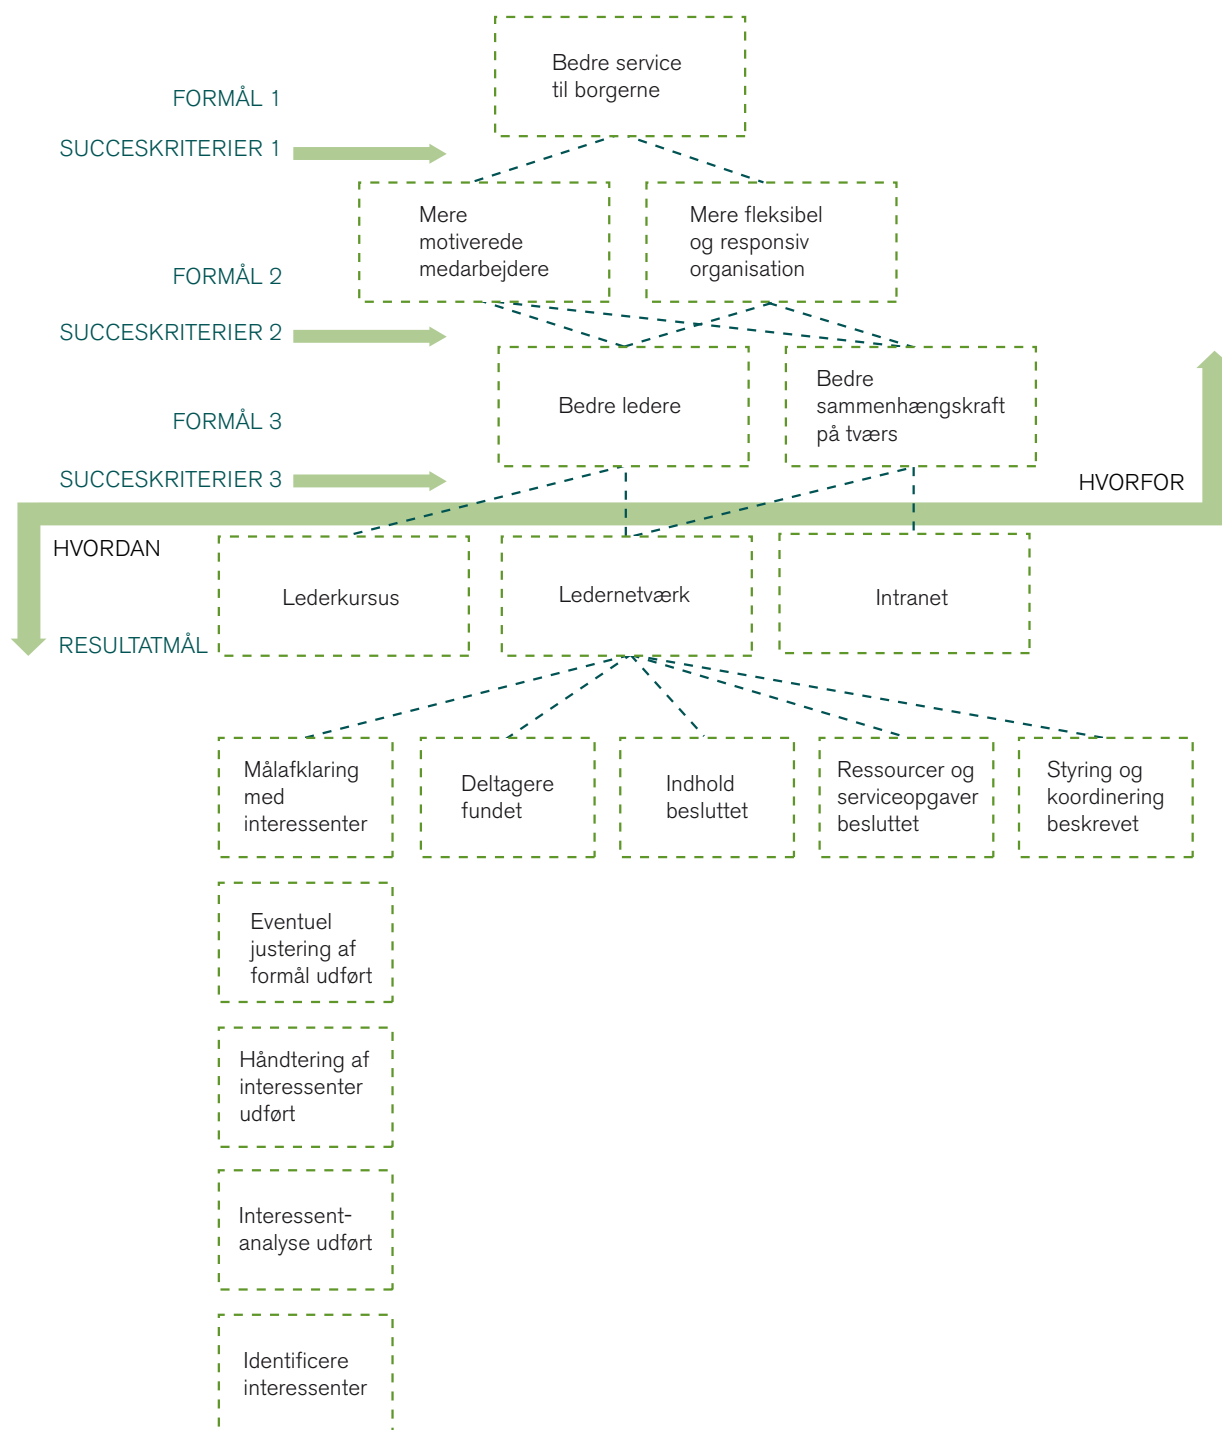 Bedre service
til borgerne
FORMÅL 1
SUCCESKRITERIER 1
Mere
motiverede
medarbejdere
Mere fleksibel
og responsiv
organisation
FORMÅL 2
SUCCESKRITERIER 2
Bedre ledere
Bedre
sammenhængskraft
på tværs
FORMÅL 3
SUCCESKRITERIER 3
HVORFOR
HVORDAN
Lederkursus
Ledernetværk
Intranet
RESULTATMÅL
Målafklaring
med
interessenter
Deltagere
fundet
Indhold
besluttet
Ressourcer og
serviceopgaver
besluttet
Styring og
koordinering
beskrevet
Eventuel
justering af
formål udført
Håndtering af
interessenter
udført
Interessent-
analyse udført
Identificere
interessenter